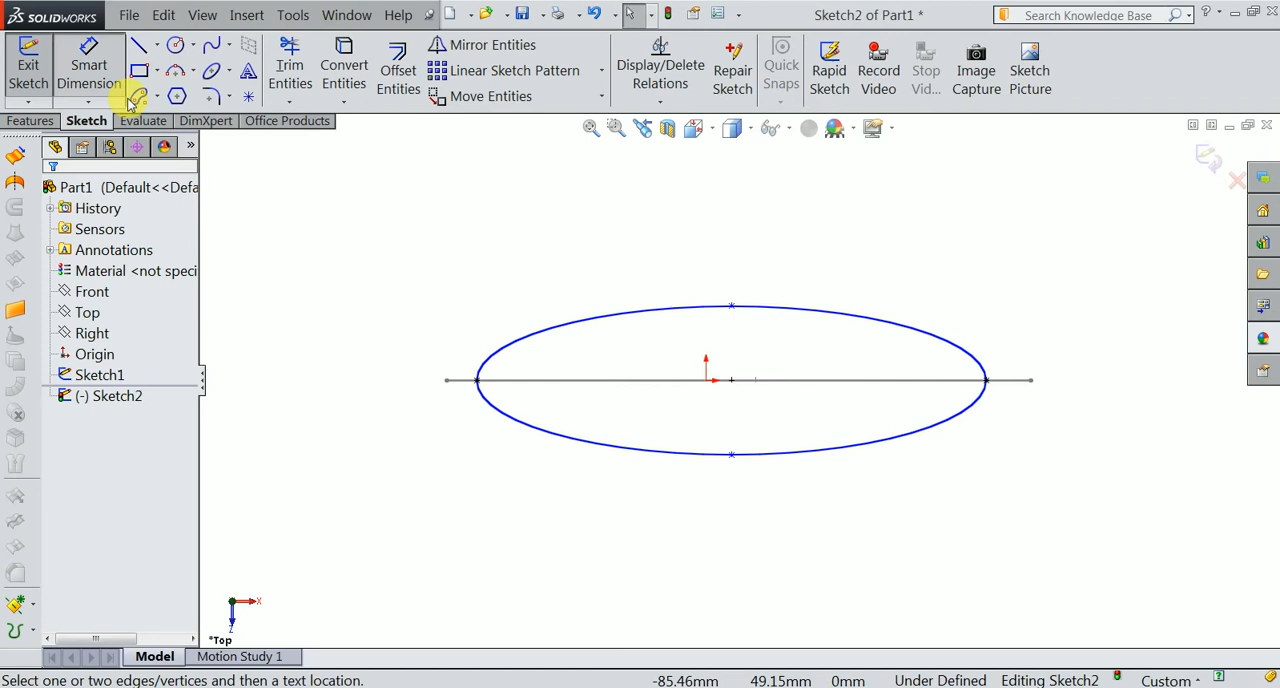 SOLIDWORKS File Edit View Insert Tools Window Help Sketch2 of Part1 * Search Knowledge Base ?
Exit Sketch
Smart Dimension
Trim Entities
Convert Entities
Offset Entities
Mirror Entities
Linear Sketch Pattern
Move Entities
Display/Delete Relations
Repair Sketch
Quick Snaps
Rapid Sketch
Record Video
Stop Vid...
Image Capture
Sketch Picture
Features Sketch Evaluate DimXpert Office Products
Part1 (Default<<Defa
History
Sensors
Annotations
Material <not speci
Front
Top
Right
Origin
Sketch1
(-) Sketch2
X
Z
*Top
Model Motion Study 1
Select one or two edges/vertices and then a text location. -85.46mm 49.15mm 0mm Under Defined Editing Sketch2 Custom